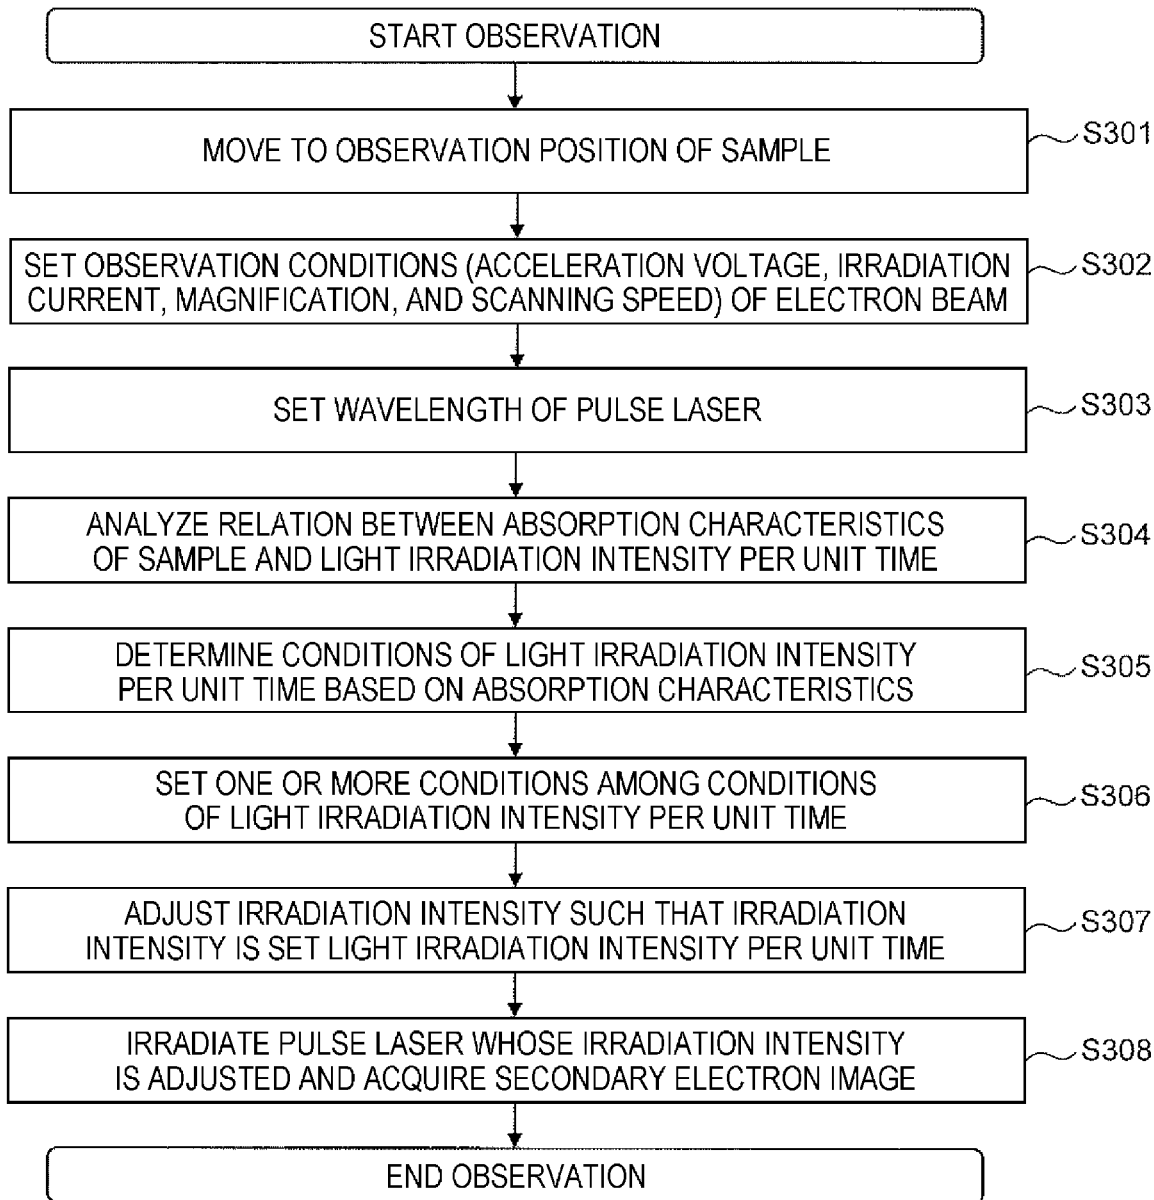 START OBSERVATION
MOVE TO OBSERVATION POSITION OF SAMPLE
S301
SET OBSERVATION CONDITIONS (ACCELERATION VOLTAGE, IRRADIATION
CURRENT, MAGNIFICATION, AND SCANNING SPEED) OF ELECTRON BEAM
S302
SET WAVELENGTH OF PULSE LASER
S303
ANALYZE RELATION BETWEEN ABSORPTION CHARACTERISTICS
OF SAMPLE AND LIGHT IRRADIATION INTENSITY PER UNIT TIME
S304
DETERMINE CONDITIONS OF LIGHT IRRADIATION INTENSITY
PER UNIT TIME BASED ON ABSORPTION CHARACTERISTICS
S305
SET ONE OR MORE CONDITIONS AMONG CONDITIONS
OF LIGHT IRRADIATION INTENSITY PER UNIT TIME
S306
ADJUST IRRADIATION INTENSITY SUCH THAT IRRADIATION
INTENSITY IS SET LIGHT IRRADIATION INTENSITY PER UNIT TIME
S307
IRRADIATE PULSE LASER WHOSE IRRADIATION INTENSITY
IS ADJUSTED AND ACQUIRE SECONDARY ELECTRON IMAGE
S308
END OBSERVATION